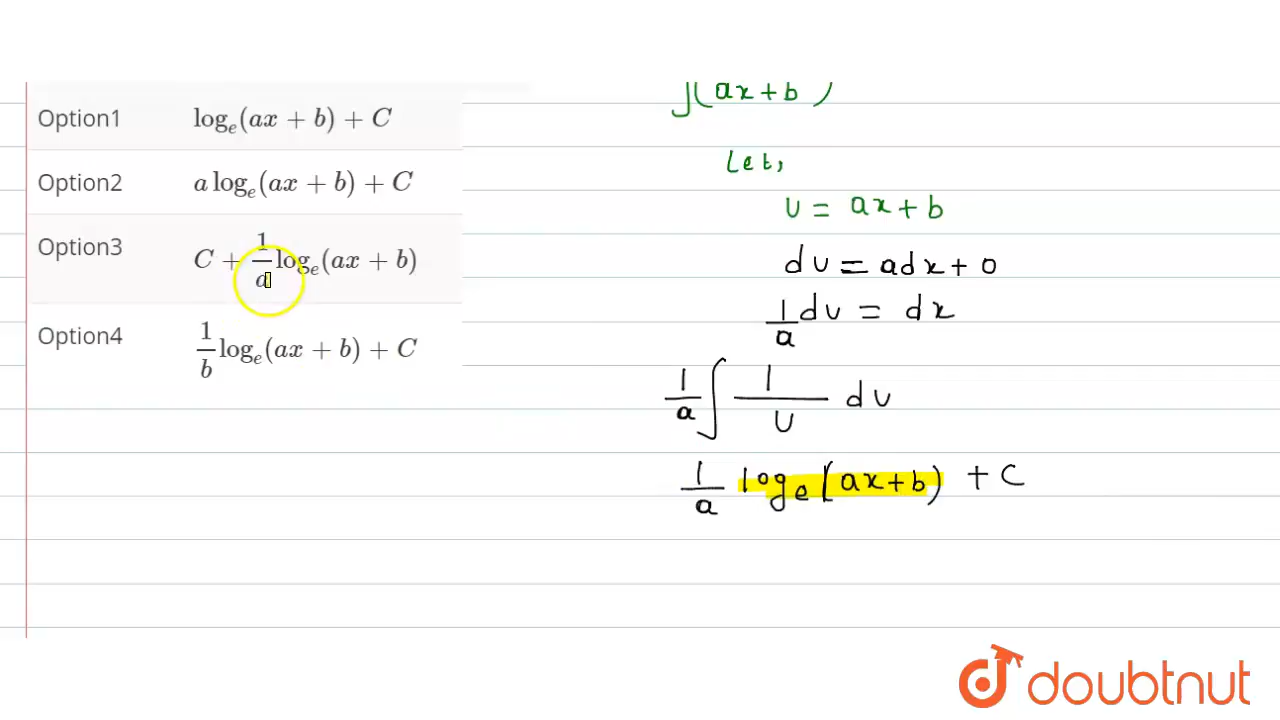 Option1 logₑ(ax + b) + C
Option2 a logₑ(ax + b) + C
Option3 C + 1/a logₑ(ax + b)
Option4 1/b logₑ(ax + b) + C
∫(ax+b)
Let,
u = ax+b
du = adx+0
1/a du = dx
1/a ∫ 1/u du
1/a logₑ(ax+b) + C
doubtnut